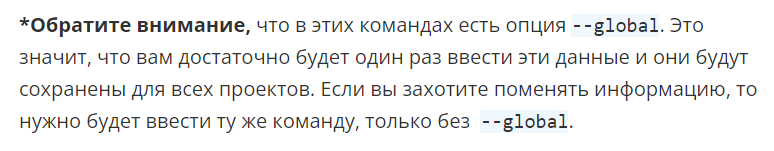 *Обратите внимание, что в этих командах есть опция --global. Это
значит, что вам достаточно будет один раз ввести эти данные и они будут
сохранены для всех проектов. Если вы захотите поменять информацию, то
нужно будет ввести ту же команду, только без --global.